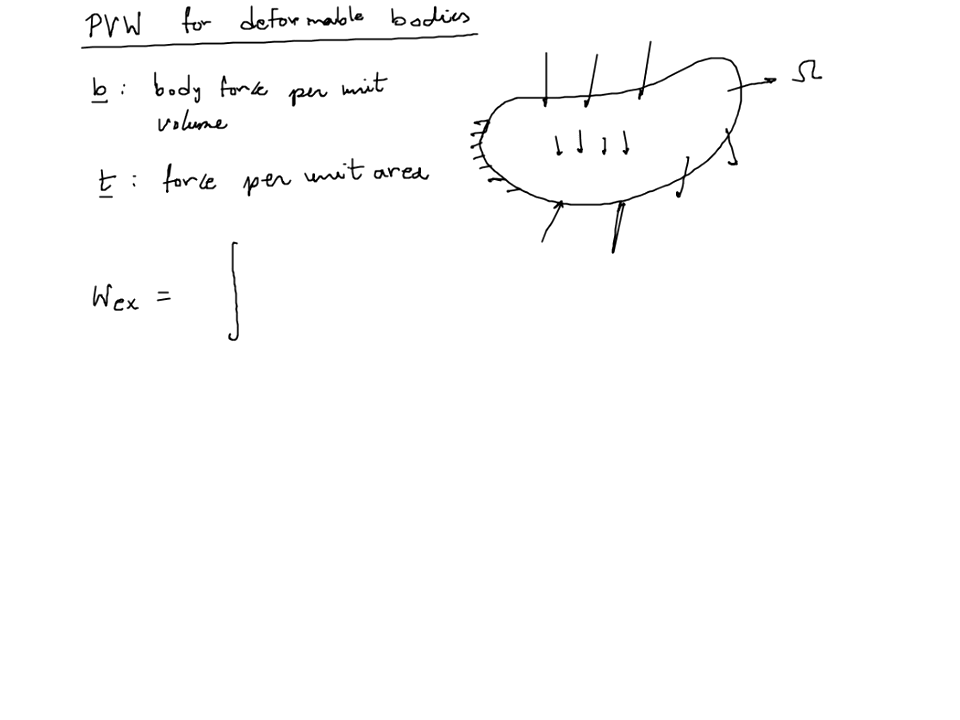 PVW for deformable bodies
b : body force per unit
volume
t : force per unit area
Ω
Wex = ∫